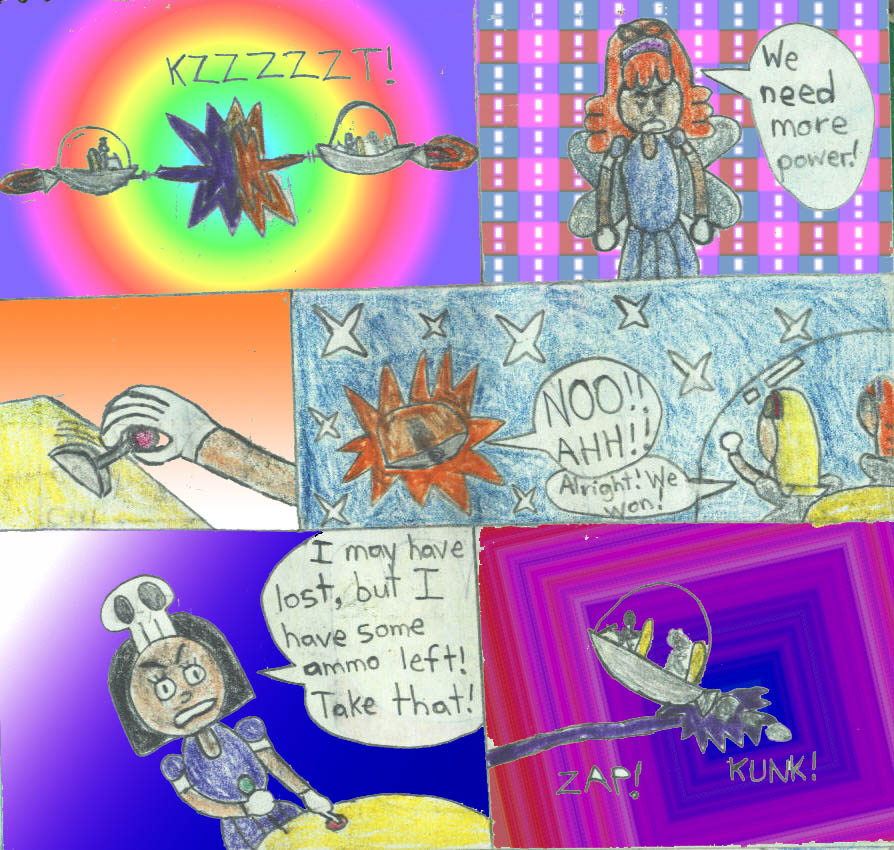 KZZZZZT!
We
need
more
power!
NOO!!
AHH!!
Alright! We
won!
I may have
lost, but I
have some
ammo left!
Take that!
ZAP!
KUNK!